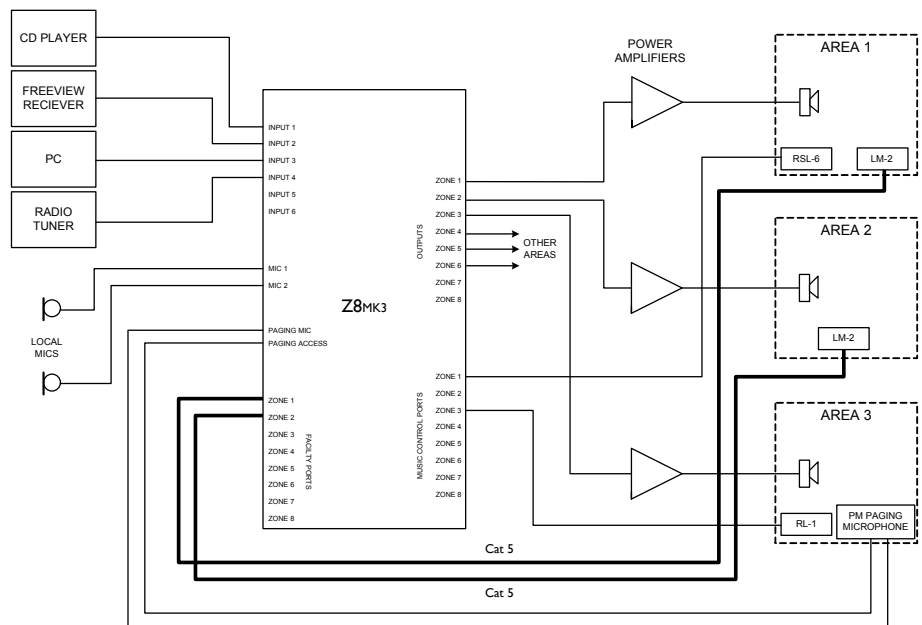 CD PLAYER
FREEVIEW
RECIEVER
PC
RADIO
TUNER
LOCAL
MICS
INPUT 1
INPUT 2
INPUT 3
INPUT 4
INPUT 5
INPUT 6
MIC 1
MIC 2
PAGING MIC
PAGING ACCESS
ZONE 1
ZONE 2
ZONE 3
ZONE 4
ZONE 5
ZONE 6
ZONE 7
ZONE 8
FACILTY PORTS
Z8MK3
OUTPUTS
ZONE 1
ZONE 2
ZONE 3
ZONE 4
ZONE 5
ZONE 6
ZONE 7
ZONE 8
MUSIC CONTROL PORTS
ZONE 1
ZONE 2
ZONE 3
ZONE 4
ZONE 5
ZONE 6
ZONE 7
ZONE 8
OTHER
AREAS
POWER
AMPLIFIERS
AREA 1
RSL-6
LM-2
AREA 2
LM-2
AREA 3
RL-1
PM PAGING
MICROPHONE
Cat 5
Cat 5